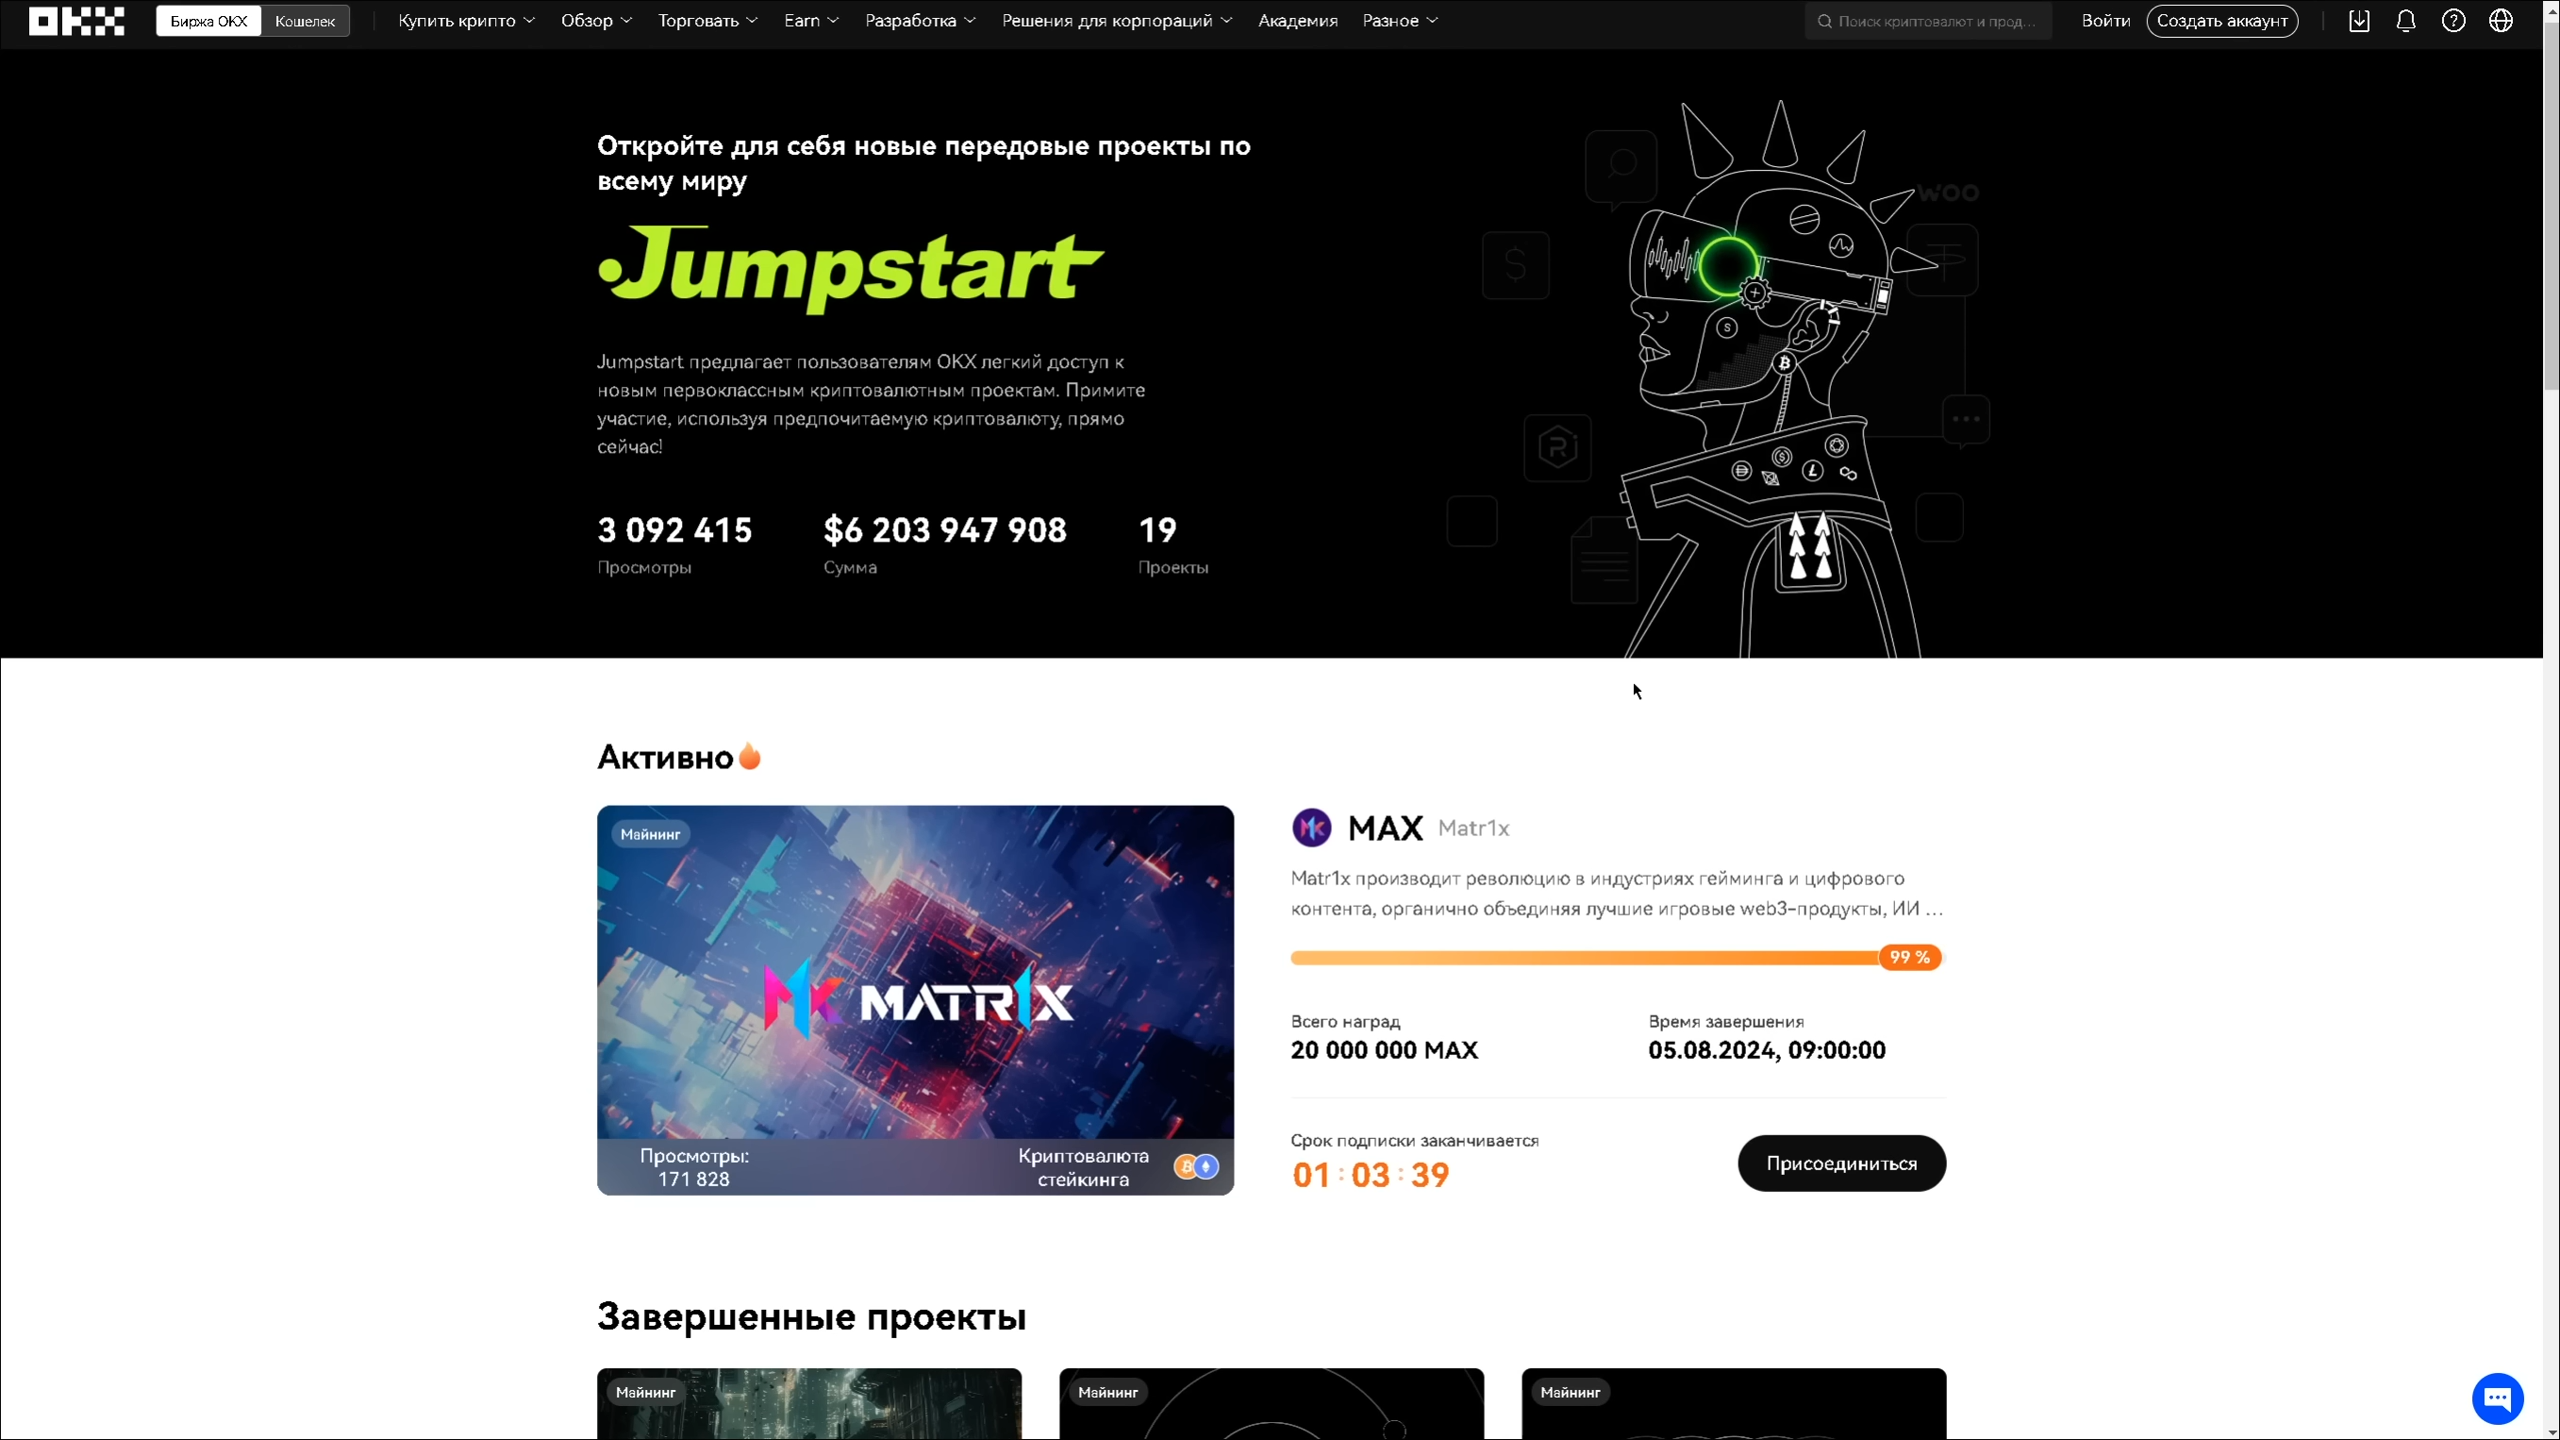 OKX
Биржа OKX
Кошелек
Купить крипто
Обзор
Торговать
Earn
Разработка
Решения для корпораций
Академия
Разное
Поиск криптовалют и прод...
Войти
Создать аккаунт
Откройте для себя новые передовые проекты по
всему миру
Jumpstart
Jumpstart предлагает пользователям OKX легкий доступ к
новым первоклассным криптовалютным проектам. Примите
участие, используя предпочитаемую криптовалюту, прямо
сейчас!
3 092 415
Просмотры
$6 203 947 908
Сумма
19
Проекты
WOO
Активно
Майнинг
MATR1X
Просмотры:
171 828
Криптовалюта
стейкинга
MAX Matr1x
Matr1x производит революцию в индустриях гейминга и цифрового
контента, органично объединяя лучшие игровые web3-продукты, ИИ ...
99 %
Всего наград
20 000 000 MAX
Время завершения
05.08.2024, 09:00:00
Срок подписки заканчивается
01 : 03 : 39
Присоединиться
Завершенные проекты
Майнинг
Майнинг
Майнинг